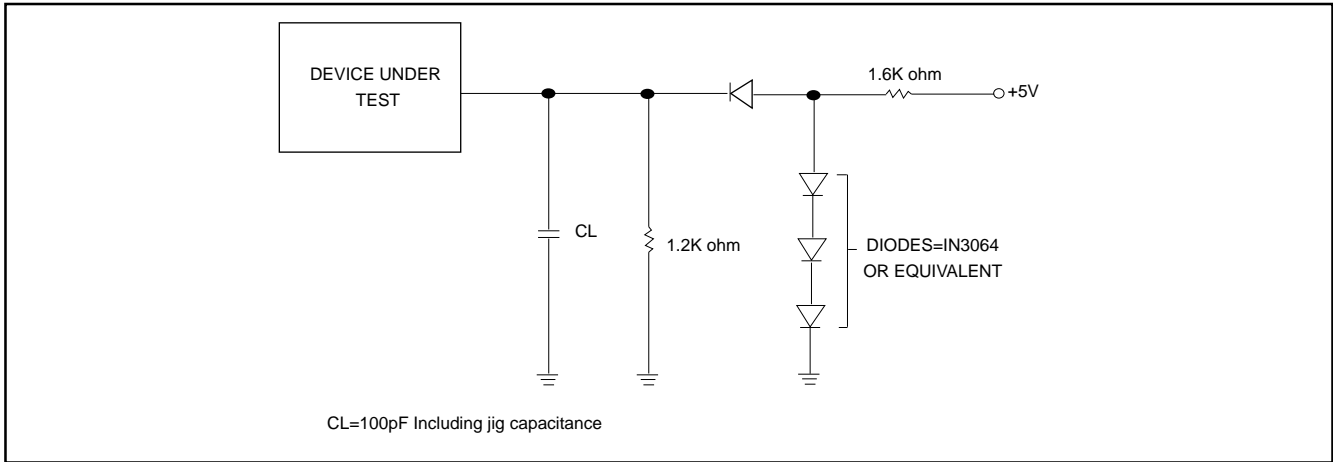 DEVICE UNDER
TEST
1.6K ohm
+5V
CL
1.2K ohm
DIODES=IN3064
OR EQUIVALENT
CL=100pF Including jig capacitance